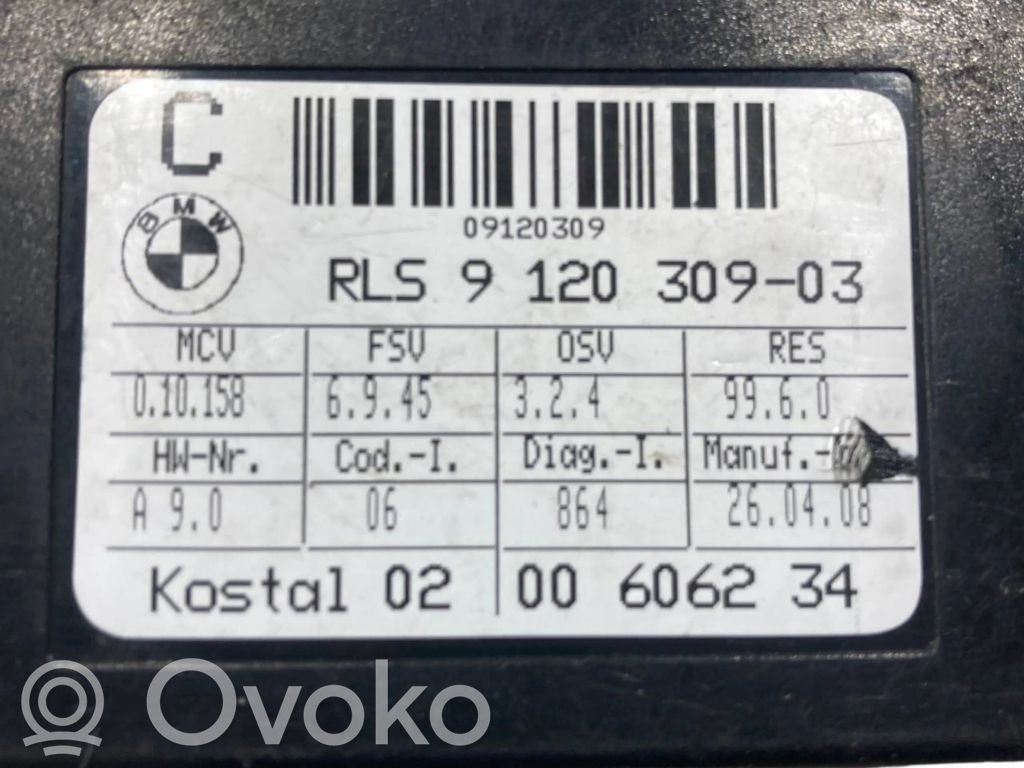 C
09120309
BMW
RLS 9 120 309-03
MCV FSV OSV RES
0.10.158 6.9.45 3.2.4 99.6.0
HW-Nr. Cod.-I. Diag.-I. Manuf.-
A 9.0 06 864 26.04.08
Kostal 02 00 6062 34
Ovoko